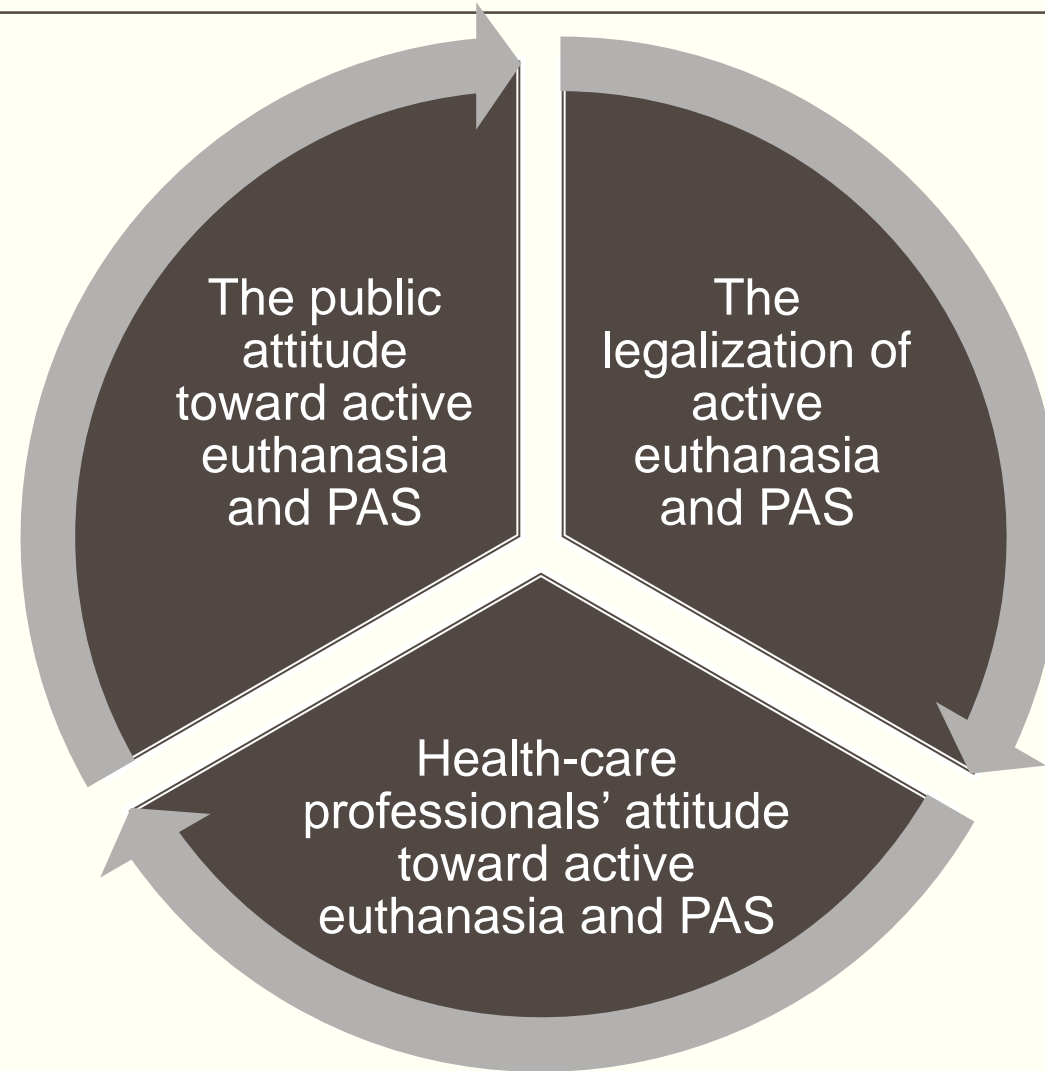 The public
attitude
toward active
euthanasia
and PAS
The
legalization of
active
euthanasia
and PAS
Health-care
professionals’ attitude
toward active
euthanasia and PAS